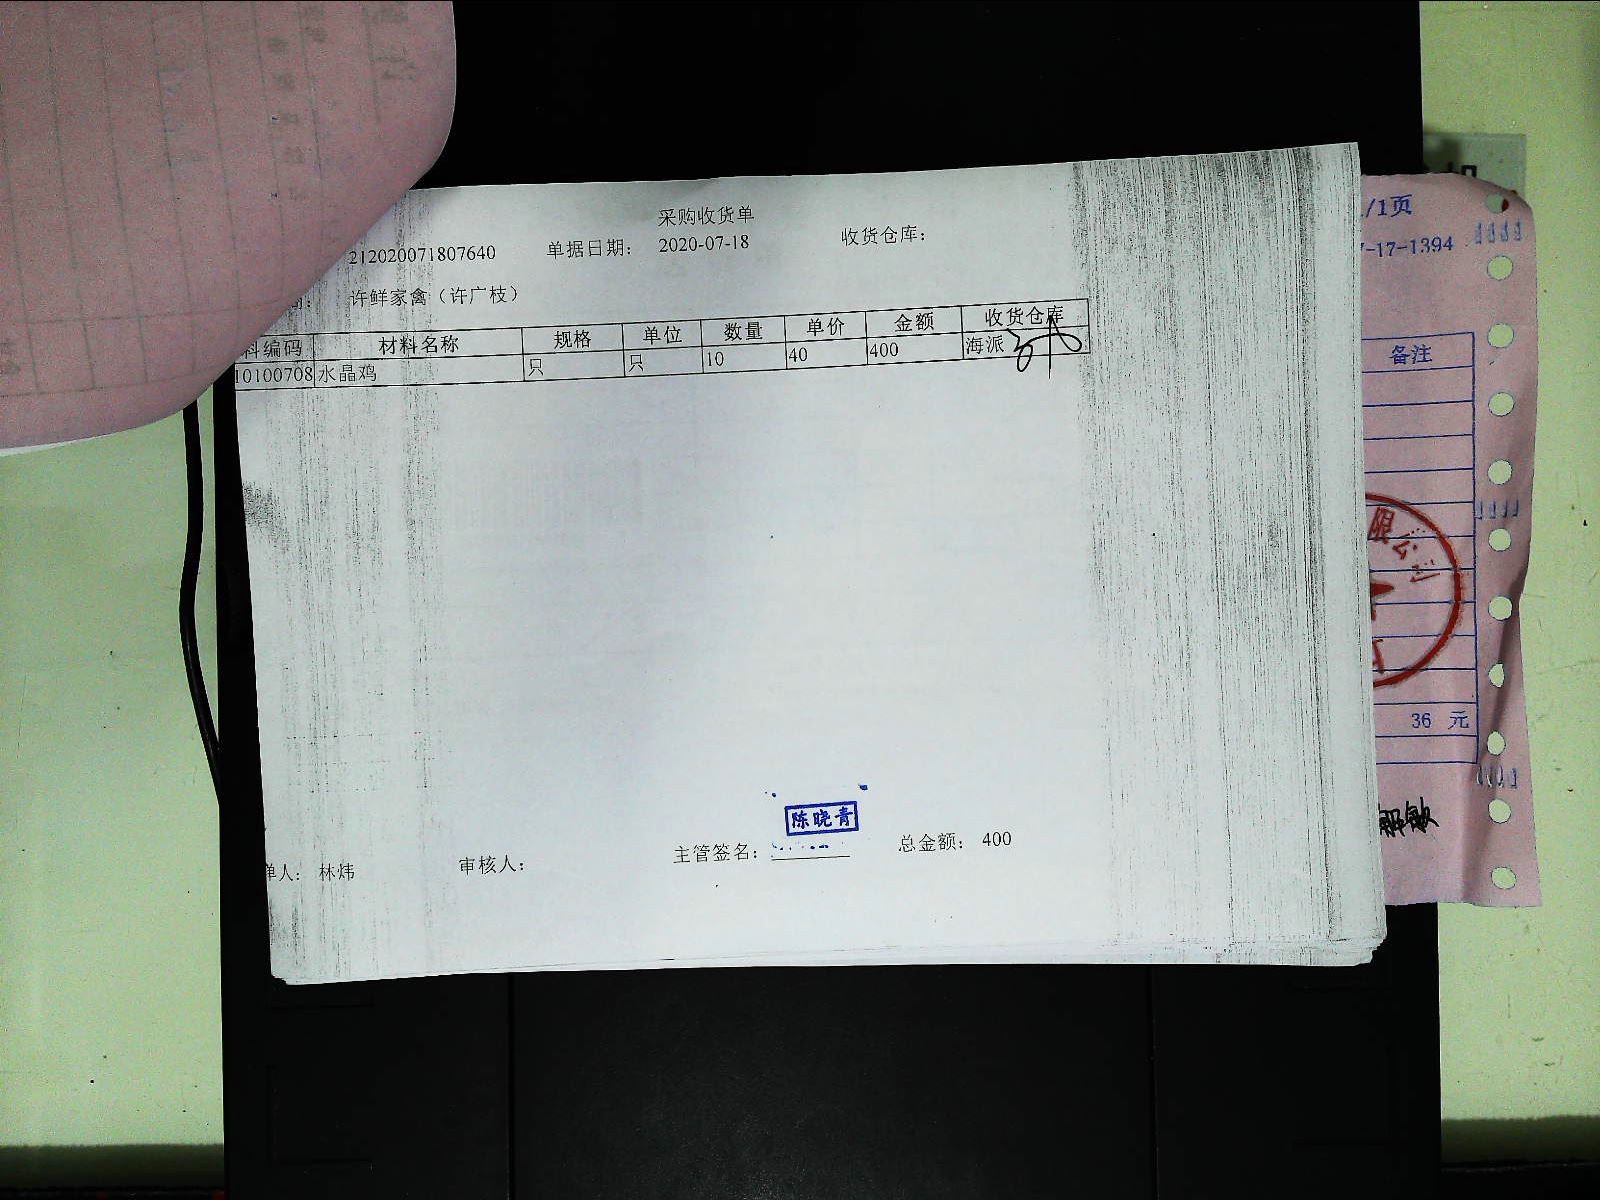 采购收货单
212020071807640 单据日期: 2020-07-18 收货仓库:
许鲜家禽（许广枝）
料编码 材料名称 规格 单位 数量 单价 金额 收货仓库
10100708 水晶鸡 只 只 10 40 400 海派
陈晓青
单人: 林炜 审核人: 主管签名: 总金额: 400
/1页
7-17-1394
备注
限公司
36 元